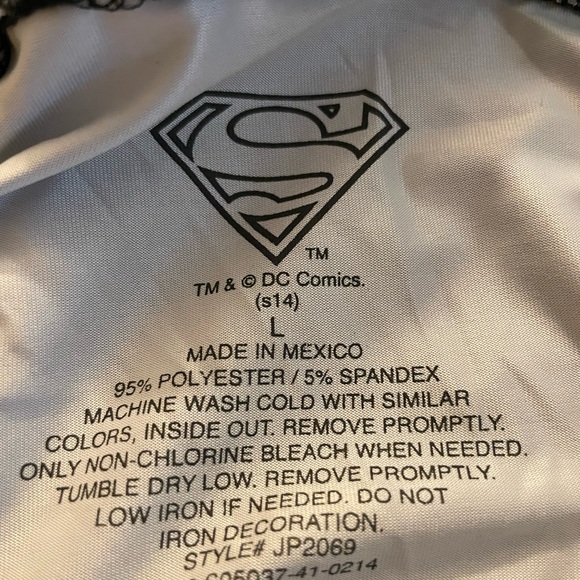 S
TM
TM & © DC Comics.
(s14)
L
MADE IN MEXICO
95% POLYESTER / 5% SPANDEX
MACHINE WASH COLD WITH SIMILAR
COLORS, INSIDE OUT. REMOVE PROMPTLY.
ONLY NON-CHLORINE BLEACH WHEN NEEDED.
TUMBLE DRY LOW. REMOVE PROMPTLY.
LOW IRON IF NEEDED. DO NOT
IRON DECORATION.
STYLE# JP2069